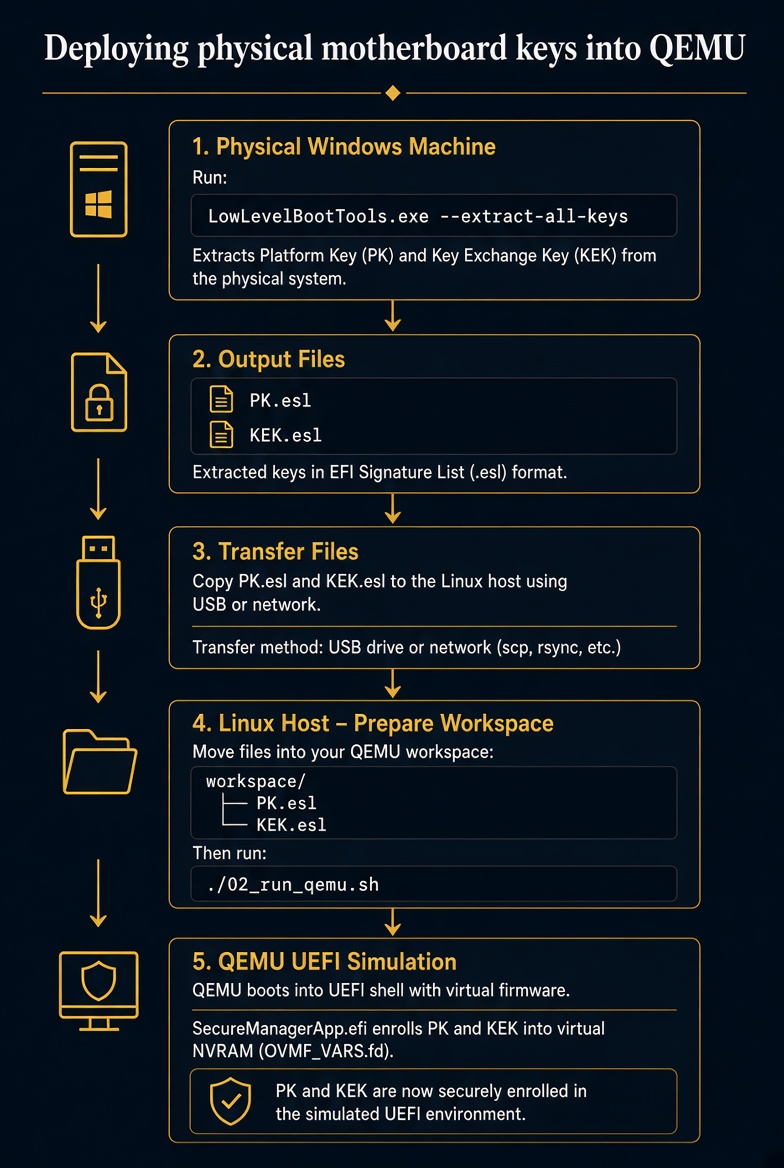 Deploying physical motherboard keys into QEMU
1. Physical Windows Machine
Run:
LowLevelBootTools.exe --extract-all-keys
Extracts Platform Key (PK) and Key Exchange Key (KEK) from
the physical system.
2. Output Files
PK.esl
KEK.esl
Extracted keys in EFI Signature List (.esl) format.
3. Transfer Files
Copy PK.esl and KEK.esl to the Linux host using
USB or network.
Transfer method: USB drive or network (scp, rsync, etc.)
4. Linux Host – Prepare Workspace
Move files into your QEMU workspace:
workspace/
├── PK.esl
└── KEK.esl
Then run:
./02_run_qemu.sh
5. QEMU UEFI Simulation
QEMU boots into UEFI shell with virtual firmware.
SecureManagerApp.efi enrolls PK and KEK into virtual
NVRAM (OVMF_VARS.fd).
PK and KEK are now securely enrolled in
the simulated UEFI environment.